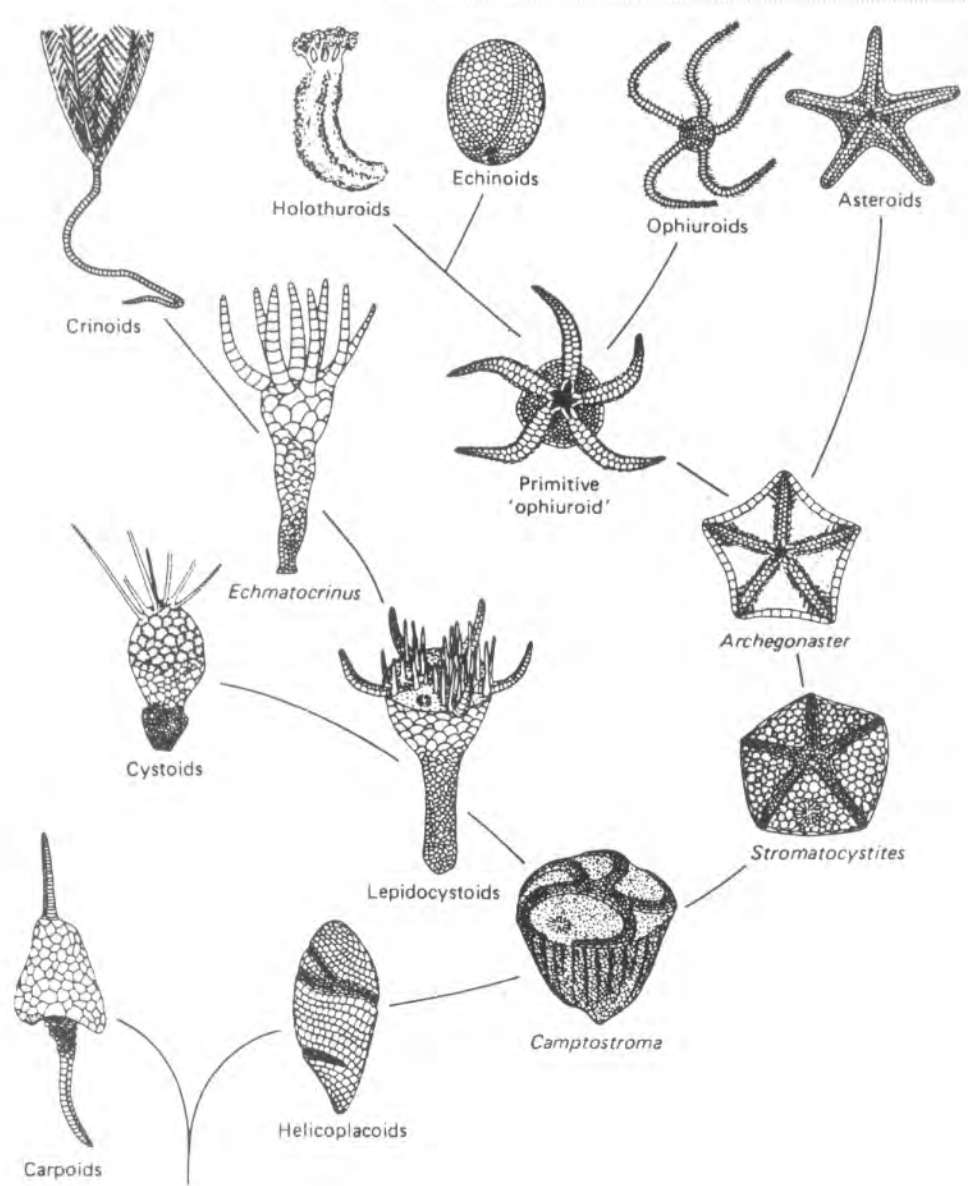 Holothuroids
Echinoids
Ophiuroids
Asteroids
Crinoids
Primitive
'ophiuroid'
Echmatocrinus
Archegonaster
Cystoids
Lepidocystoids
Stromatocystites
Camptostroma
Helicoplacoids
Carpoids